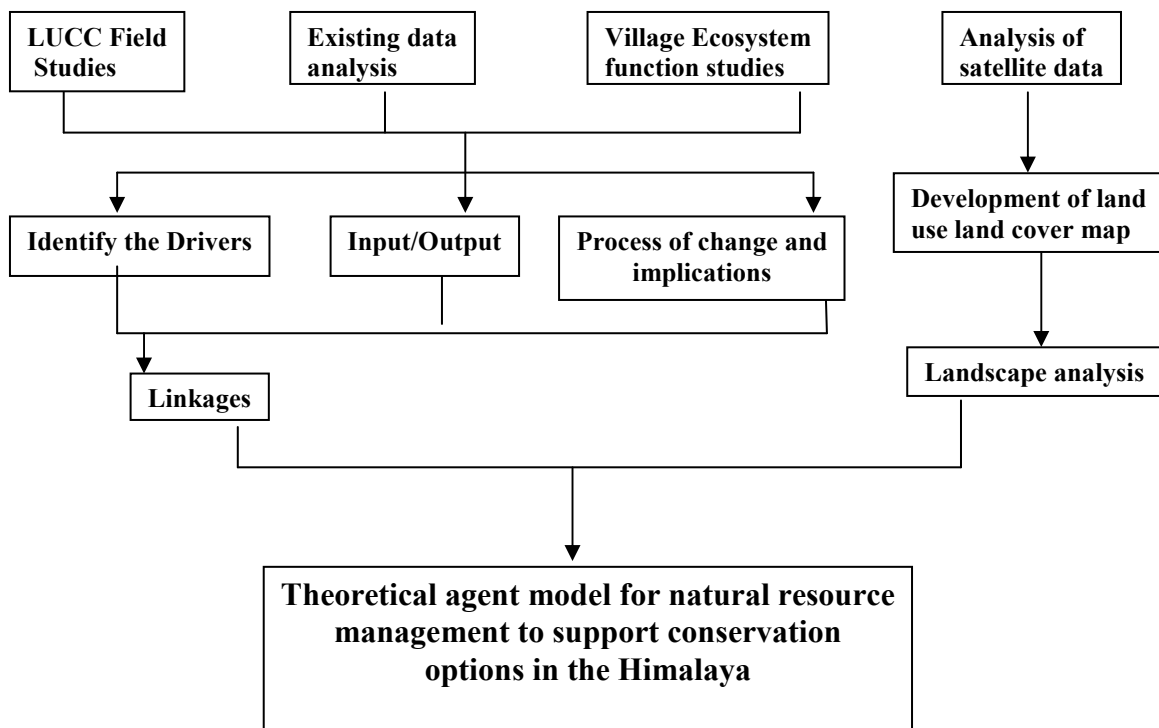 LUCC Field
Studies
Existing data
analysis
Village Ecosystem
function studies
Analysis of
satellite data
Identify the Drivers
Input/Output
Process of change and
implications
Development of land
use land cover map
Linkages
Landscape analysis
Theoretical agent model for natural resource
management to support conservation
options in the Himalaya